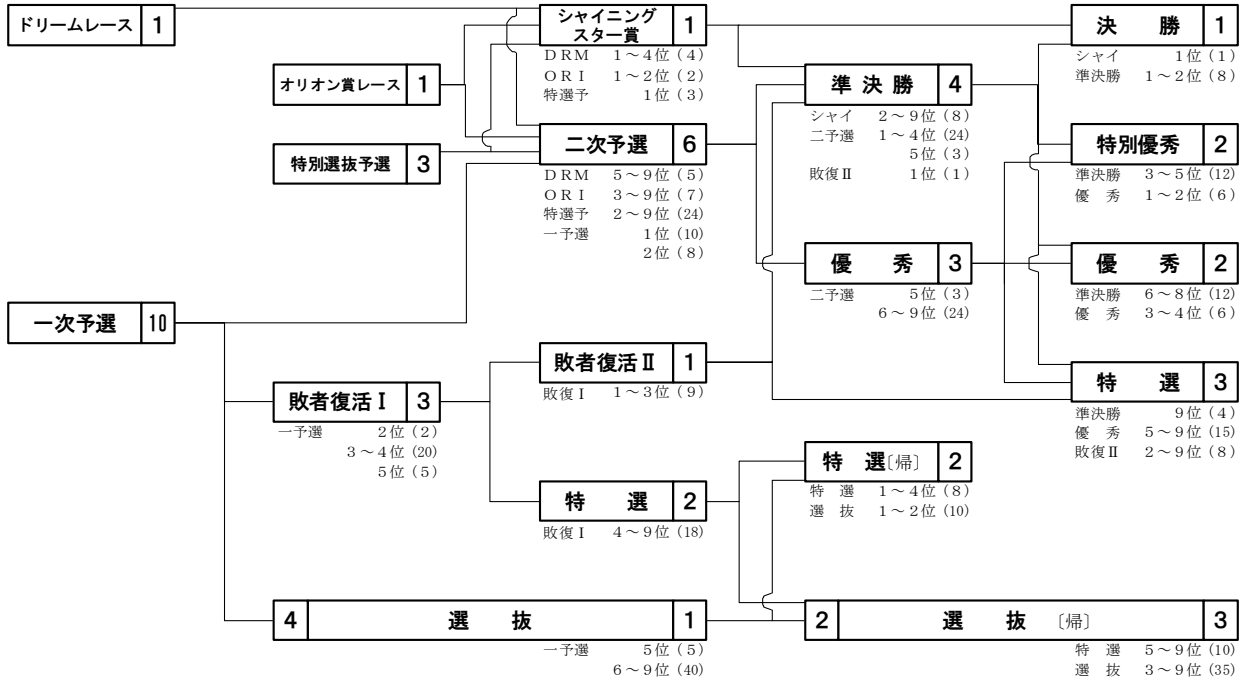 ドリームレース 1
オリオン賞レース 1
特別選抜予選 3
一次予選 10
敗者復活Ⅰ 3
一予選 2位(2)
3~4位(20)
5位(5)
4 選 抜 1
一予選 5位(5)
6~9位(40)
シャイニング
スター賞 1
DRM 1~4位(4)
ORI 1~2位(2)
特選予 1位(3)
二次予選 6
DRM 5~9位(5)
ORI 3~9位(7)
特選予 2~9位(24)
一予選 1位(10)
2位(8)
敗者復活Ⅱ 1
敗復Ⅰ 1~3位(9)
特 選 2
敗復Ⅰ 4~9位(18)
準決勝 4
シャイ 2~9位(8)
二予選 1~4位(24)
5位(3)
敗復Ⅱ 1位(1)
優 秀 3
二予選 5位(3)
6~9位(24)
特 選〔帰〕 2
特 選 1~4位(8)
選 抜 1~2位(10)
2 選 抜 〔帰〕 3
特 選 5~9位(10)
選 抜 3~9位(35)
決 勝 1
シャイ 1位(1)
準決勝 1~2位(8)
特別優秀 2
準決勝 3~5位(12)
優 秀 1~2位(6)
優 秀 2
準決勝 6~8位(12)
優 秀 3~4位(6)
特 選 3
準決勝 9位(4)
優 秀 5~9位(15)
敗復Ⅱ 2~9位(8)